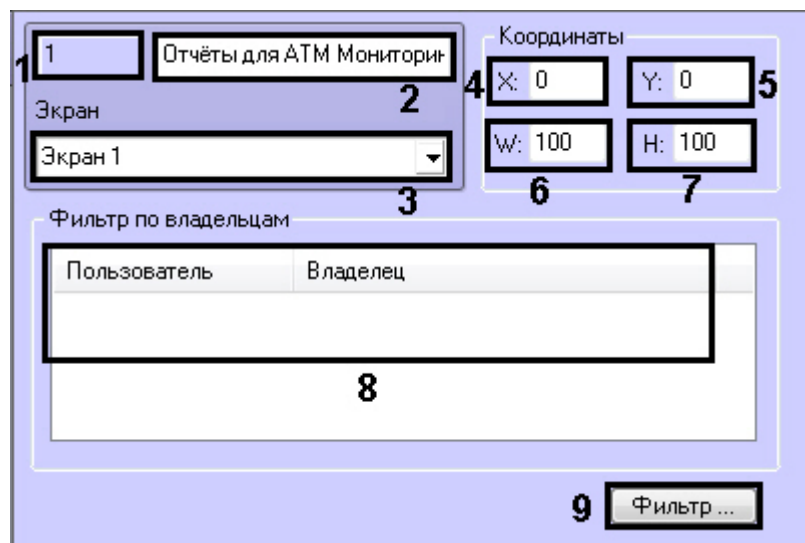 1 1 Отчёты для АТМ Мониторин
2
Экран
Экран 1
3
Координаты
4 X: 0 Y: 0 5
W: 100 H: 100
6 7
Фильтр по владельцам
Пользователь Владелец
8
9 Фильтр ...